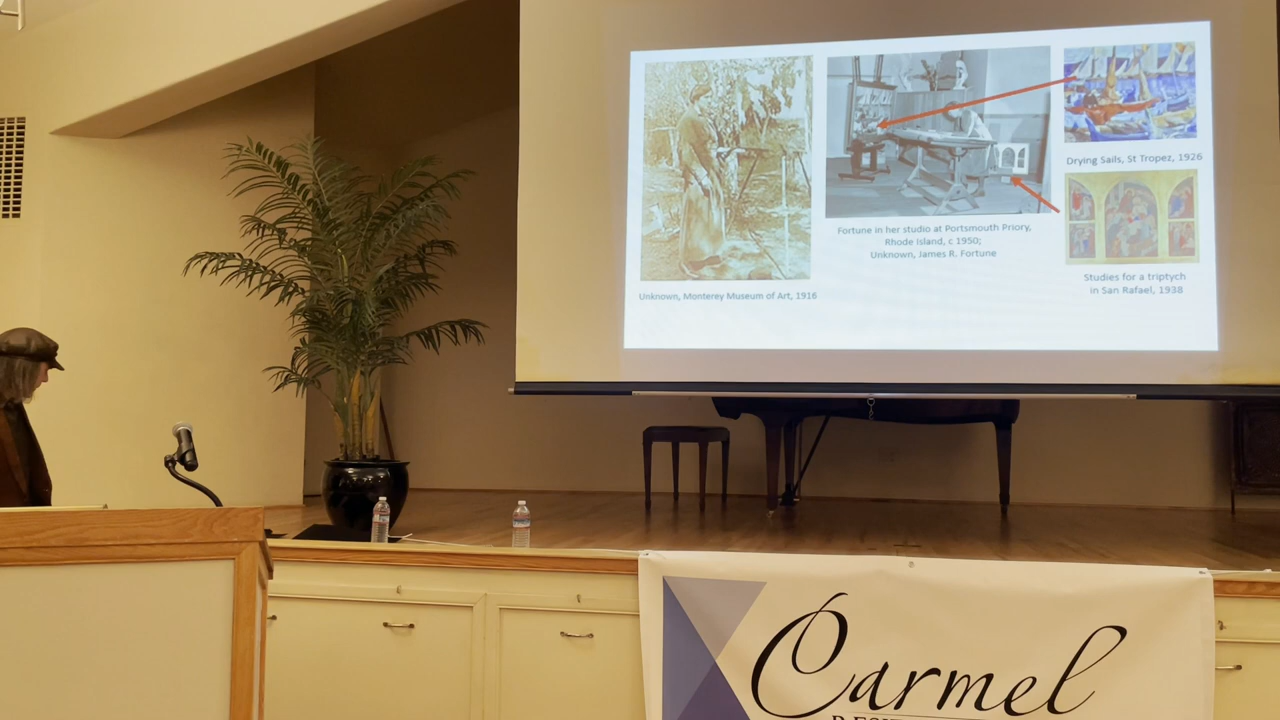 Unknown, Monterey Museum of Art, 1916
Fortune in her studio at Portsmouth Priory,
Rhode Island, c 1950;
Unknown, James R. Fortune
Drying Sails, St Tropez, 1926
Studies for a triptych
in San Rafael, 1938
Carmel